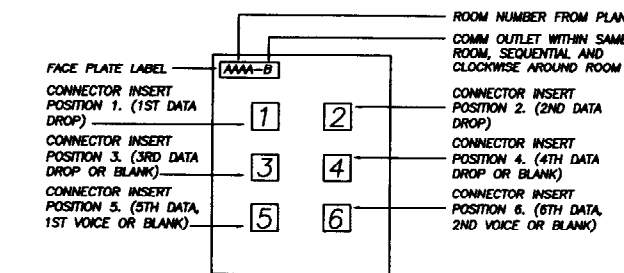 ROOM NUMBER FROM PLAN
COMM OUTLET WITHIN SAME
ROOM, SEQUENTIAL AND
CLOCKWISE AROUND ROOM
FACE PLATE LABEL
AAAA-B
CONNECTOR INSERT
POSITION 1. (1ST DATA
DROP)
1
2
CONNECTOR INSERT
POSITION 2. (2ND DATA
DROP)
CONNECTOR INSERT
POSITION 3. (3RD DATA
DROP OR BLANK)
3
4
CONNECTOR INSERT
POSITION 4. (4TH DATA
DROP OR BLANK)
CONNECTOR INSERT
POSITION 5. (5TH DATA,
1ST VOICE OR BLANK)
5
6
CONNECTOR INSERT
POSITION 6. (6TH DATA,
2ND VOICE OR BLANK)